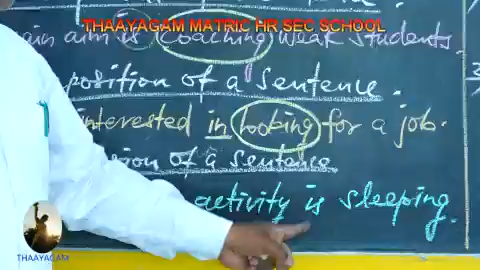 THAAYAGAM MATRIC HR SEC SCHOOL
aim is coaching weak students.
position of a sentence.
interested in looking for a job.
of a sentence
activity is sleeping.
THAAYAGAM